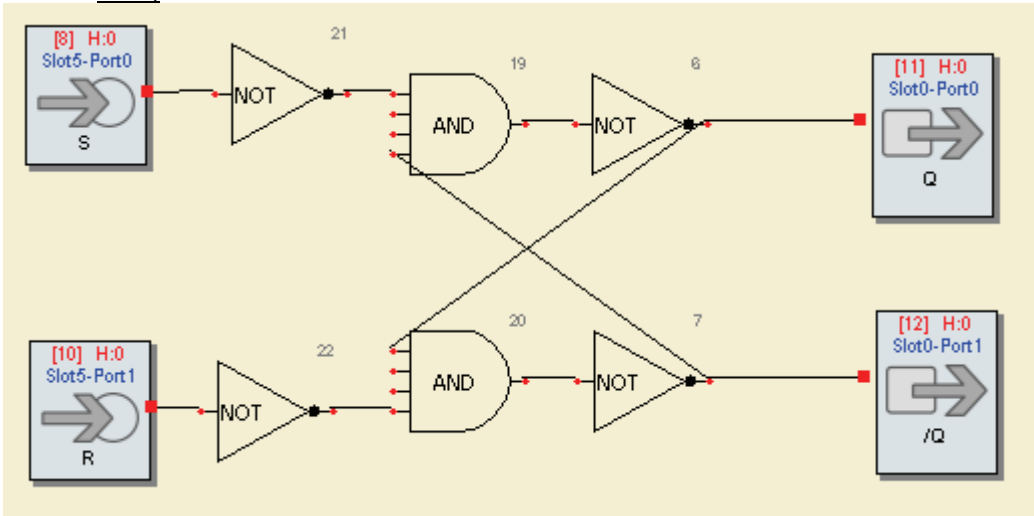 [8] H:0
Slot5-Port0
S
NOT
21
AND
19
NOT
6
[11] H:0
Slot0-Port0
Q
[10] H:0
Slot5-Port1
R
NOT
22
AND
20
NOT
7
[12] H:0
Slot0-Port1
/Q